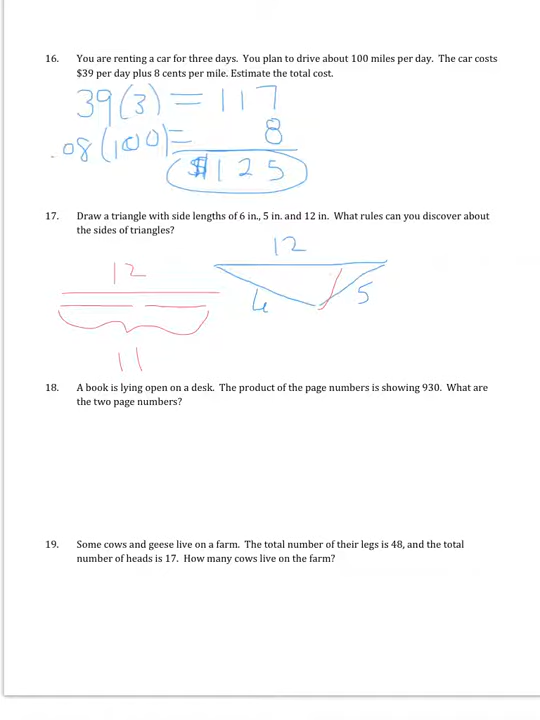 16. You are renting a car for three days. You plan to drive about 100 miles per day. The car costs
$39 per day plus 8 cents per mile. Estimate the total cost.
39(3) = 117
.08(100)= 8
$125
17. Draw a triangle with side lengths of 6 in., 5 in. and 12 in. What rules can you discover about
the sides of triangles?
12
12
6 5
11
18. A book is lying open on a desk. The product of the page numbers is showing 930. What are
the two page numbers?
19. Some cows and geese live on a farm. The total number of their legs is 48, and the total
number of heads is 17. How many cows live on the farm?